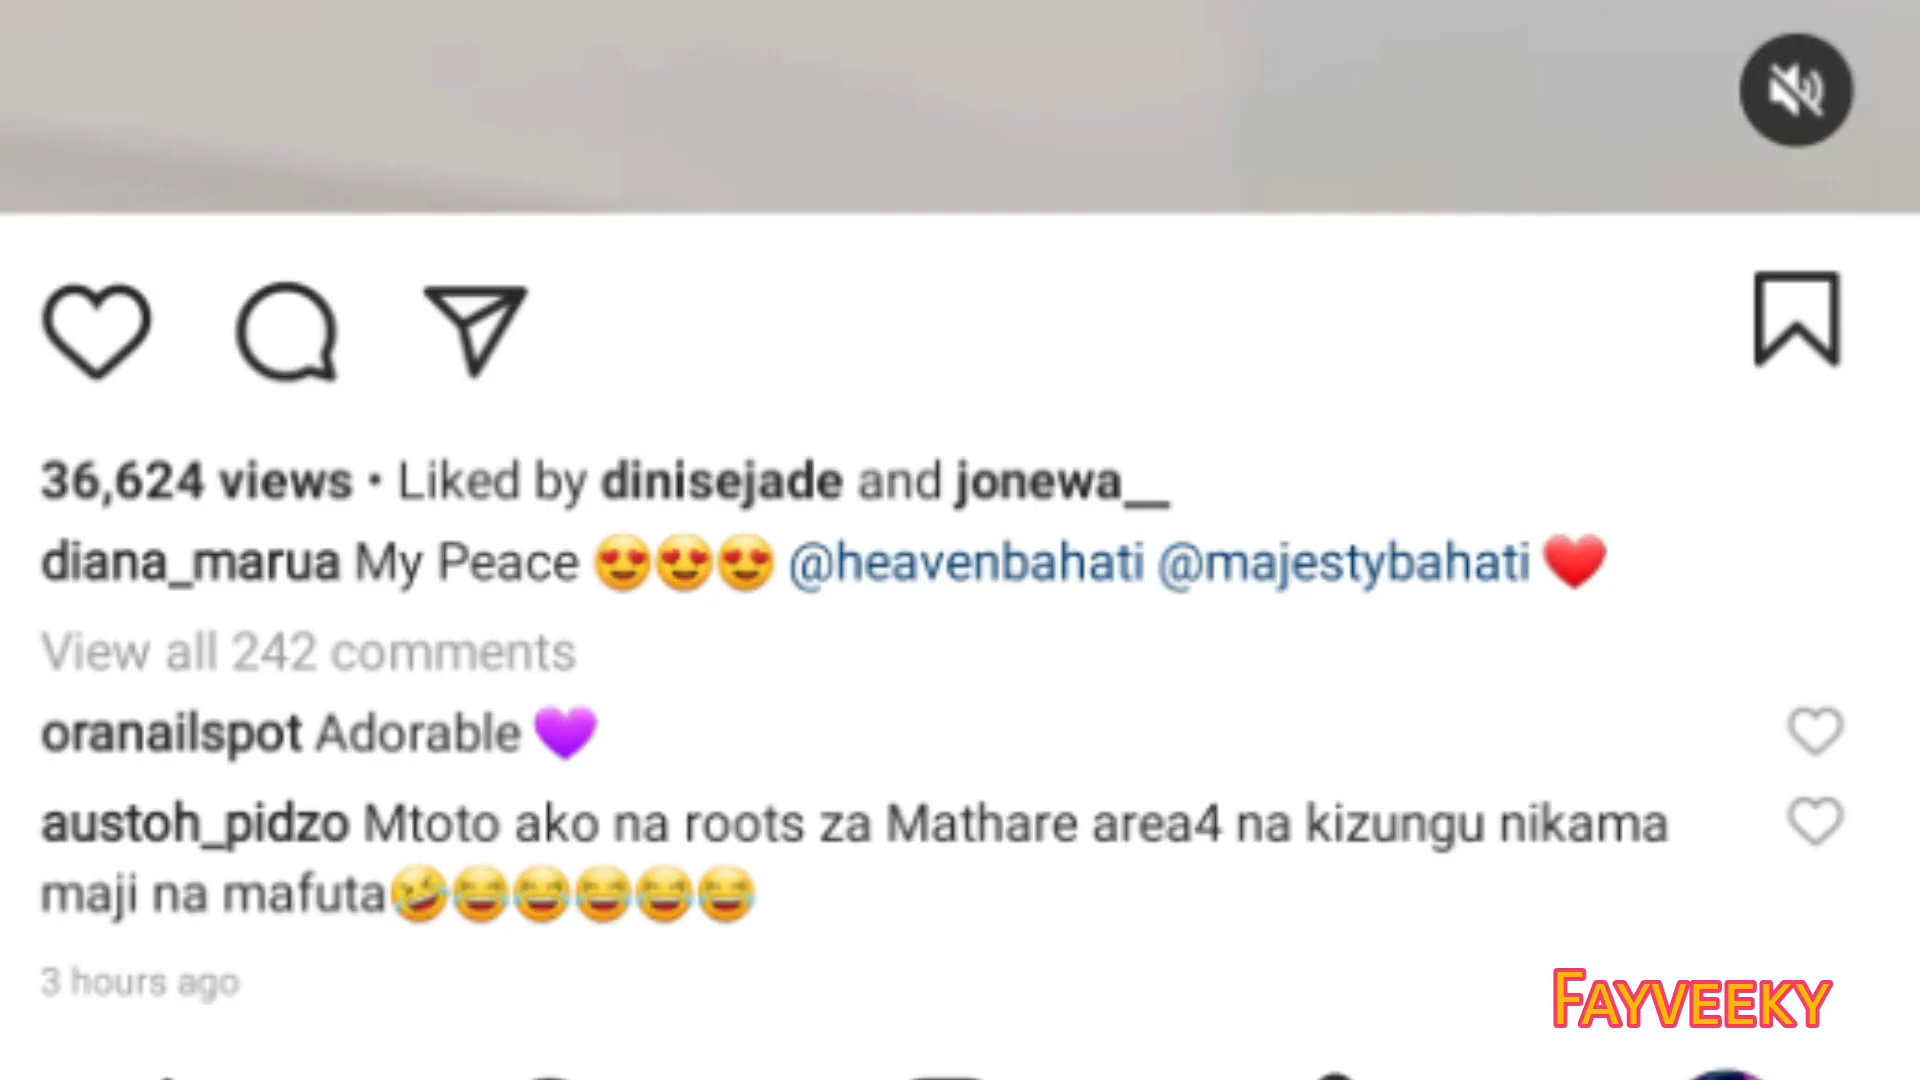 36,624 views • Liked by dinisejade and jonewa__
diana_marua My Peace 😍😍😍 @heavenbahati @majestybahati ❤️
View all 242 comments
oranailspot Adorable 💜
austoh_pidzo Mtoto ako na roots za Mathare area4 na kizungu nikama
maji na mafuta🤣😂😂😂😂😂
3 hours ago
FAYVEEKY